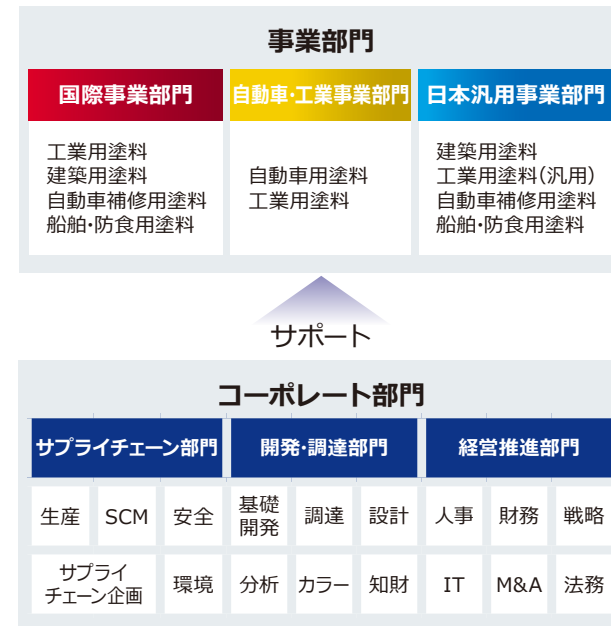 事業部門
国際事業部門
自動車・工業事業部門
日本汎用事業部門
工業用塗料
建築用塗料
自動車補修用塗料
船舶・防食用塗料
自動車用塗料
工業用塗料
建築用塗料
工業用塗料(汎用)
自動車補修用塗料
船舶・防食用塗料
サポート
コーポレート部門
サプライチェーン部門
開発・調達部門
経営推進部門
生産
SCM
安全
基礎
開発
調達
設計
人事
財務
戦略
サプライ
チェーン企画
環境
分析
カラー
知財
IT
M&A
法務